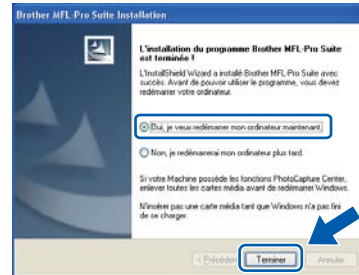 Brother MFL-Pro Suite Installation
L'installation du programme Brother MFL-Pro Suite
est terminée !
L'InstallShield Wizard a installé Brother MFL-Pro Suite avec
succès. Avant de pouvoir utiliser le programme, vous devez
redémarrer votre ordinateur.
Oui, je veux redémarrer mon ordinateur maintenant.
Non, je redémarrerai mon ordinateur plus tard.
Si votre Machine possède les fonctions PhotoCapture Center,
enlever toutes les cartes média avant de redémarrer Windows.
N'insérer pas une carte média tant que Windows n'a pas fini
de se charger.
< Précédent
Terminer
Annuler